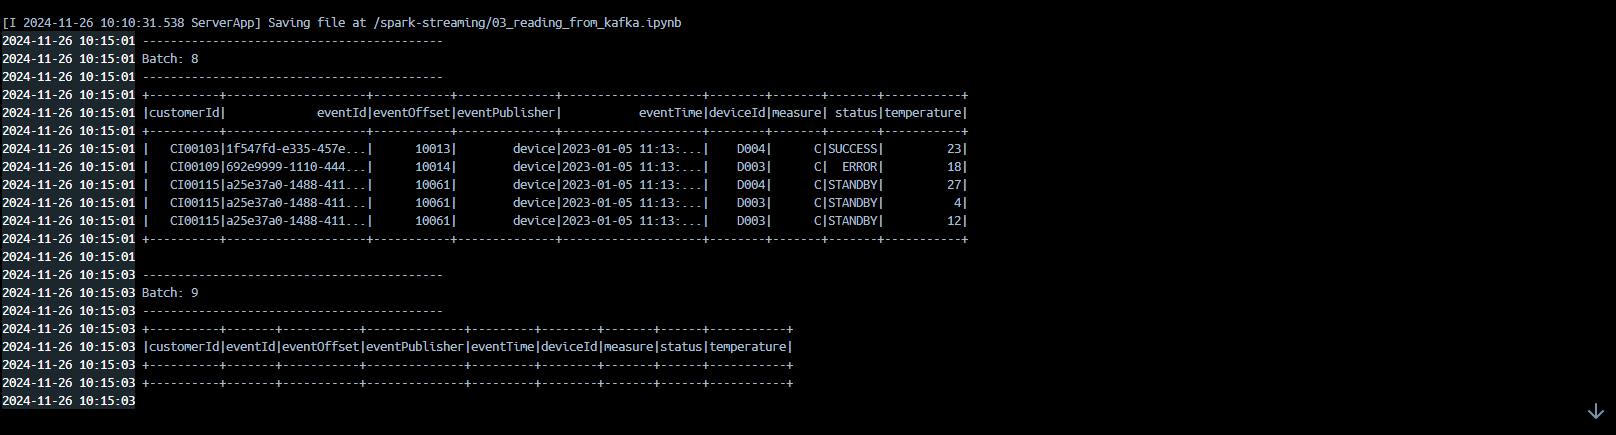 [I 2024-11-26 10:10:31.538 ServerApp] Saving file at /spark-streaming/03_reading_from_kafka.ipynb
2024-11-26 10:15:01 -------------------------------------------
2024-11-26 10:15:01 Batch: 8
2024-11-26 10:15:01 -------------------------------------------
2024-11-26 10:15:01 +----------+--------------------+-----------+--------------+--------------------+--------+-------+-------+-----------+
2024-11-26 10:15:01 |customerId|             eventId|eventOffset|eventPublisher|           eventTime|deviceId|measure| status|temperature|
2024-11-26 10:15:01 +----------+--------------------+-----------+--------------+--------------------+--------+-------+-------+-----------+
2024-11-26 10:15:01 |   CI00103|1f547fd-e335-457e...|      10013|        device|2023-01-05 11:13:...|    D004|      C|SUCCESS|         23|
2024-11-26 10:15:01 |   CI00109|692e9999-1110-444...|      10014|        device|2023-01-05 11:13:...|    D003|      C|  ERROR|         18|
2024-11-26 10:15:01 |   CI00115|a25e37a0-1488-411...|      10061|        device|2023-01-05 11:13:...|    D004|      C|STANDBY|         27|
2024-11-26 10:15:01 |   CI00115|a25e37a0-1488-411...|      10061|        device|2023-01-05 11:13:...|    D003|      C|STANDBY|          4|
2024-11-26 10:15:01 |   CI00115|a25e37a0-1488-411...|      10061|        device|2023-01-05 11:13:...|    D003|      C|STANDBY|         12|
2024-11-26 10:15:01 +----------+--------------------+-----------+--------------+--------------------+--------+-------+-------+-----------+
2024-11-26 10:15:01
2024-11-26 10:15:03 -------------------------------------------
2024-11-26 10:15:03 Batch: 9
2024-11-26 10:15:03 -------------------------------------------
2024-11-26 10:15:03 +----------+-------+-----------+--------------+---------+--------+-------+------+-----------+
2024-11-26 10:15:03 |customerId|eventId|eventOffset|eventPublisher|eventTime|deviceId|measure|status|temperature|
2024-11-26 10:15:03 +----------+-------+-----------+--------------+---------+--------+-------+------+-----------+
2024-11-26 10:15:03 +----------+-------+-----------+--------------+---------+--------+-------+------+-----------+
2024-11-26 10:15:03